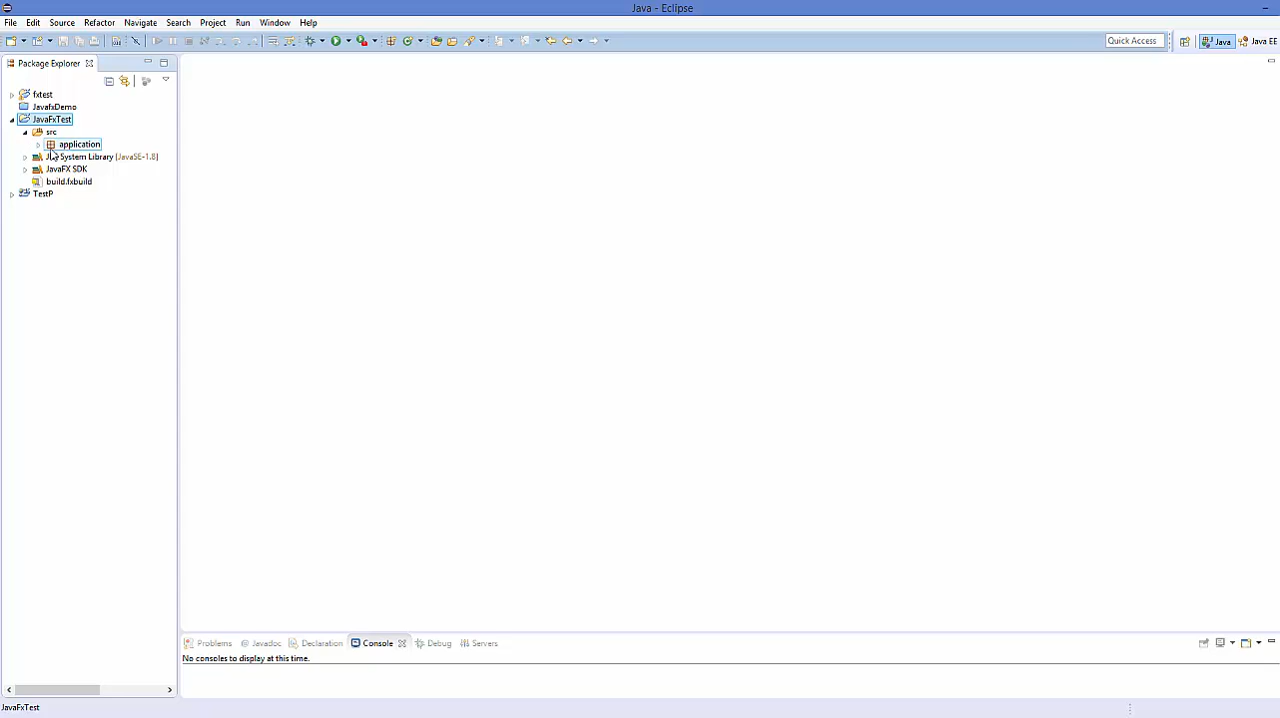 Java - Eclipse
File Edit Source Refactor Navigate Search Project Run Window Help
Quick Access Java Java EE
Package Explorer
fxtest
JavafxDemo
JavaFxTest
src
application
System Library [JavaSE-1.8]
JavaFX SDK
build.fxbuild
TestP
Problems @ Javadoc Declaration Console Debug Servers
No consoles to display at this time.
JavaFxTest